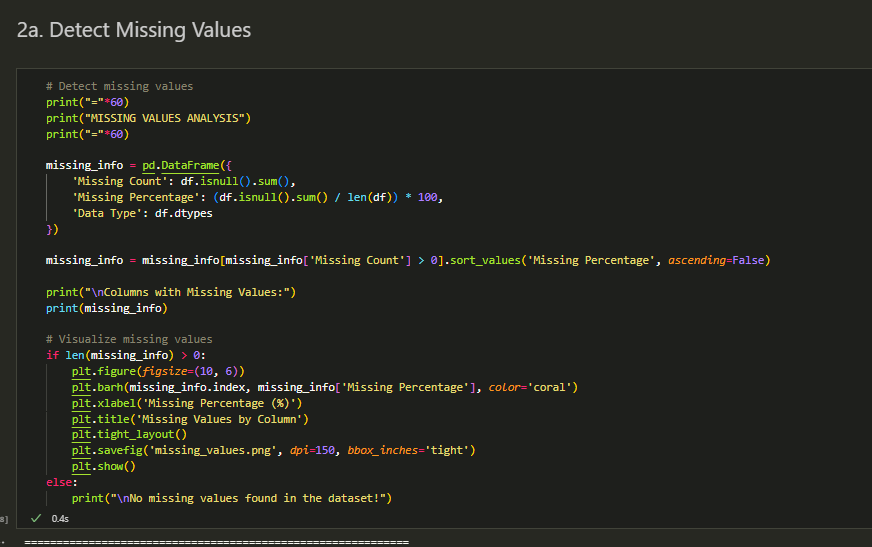 2a. Detect Missing Values
# Detect missing values
print("="*60)
print("MISSING VALUES ANALYSIS")
print("="*60)
missing_info = pd.DataFrame({
    'Missing Count': df.isnull().sum(),
    'Missing Percentage': (df.isnull().sum() / len(df)) * 100,
    'Data Type': df.dtypes
})
missing_info = missing_info[missing_info['Missing Count'] > 0].sort_values('Missing Percentage', ascending=False)
print("\nColumns with Missing Values:")
print(missing_info)
# Visualize missing values
if len(missing_info) > 0:
    plt.figure(figsize=(10, 6))
    plt.barh(missing_info.index, missing_info['Missing Percentage'], color='coral')
    plt.xlabel('Missing Percentage (%)')
    plt.title('Missing Values by Column')
    plt.tight_layout()
    plt.savefig('missing_values.png', dpi=150, bbox_inches='tight')
    plt.show()
else:
    print("\nNo missing values found in the dataset!")
8]
0.4s
============================================================